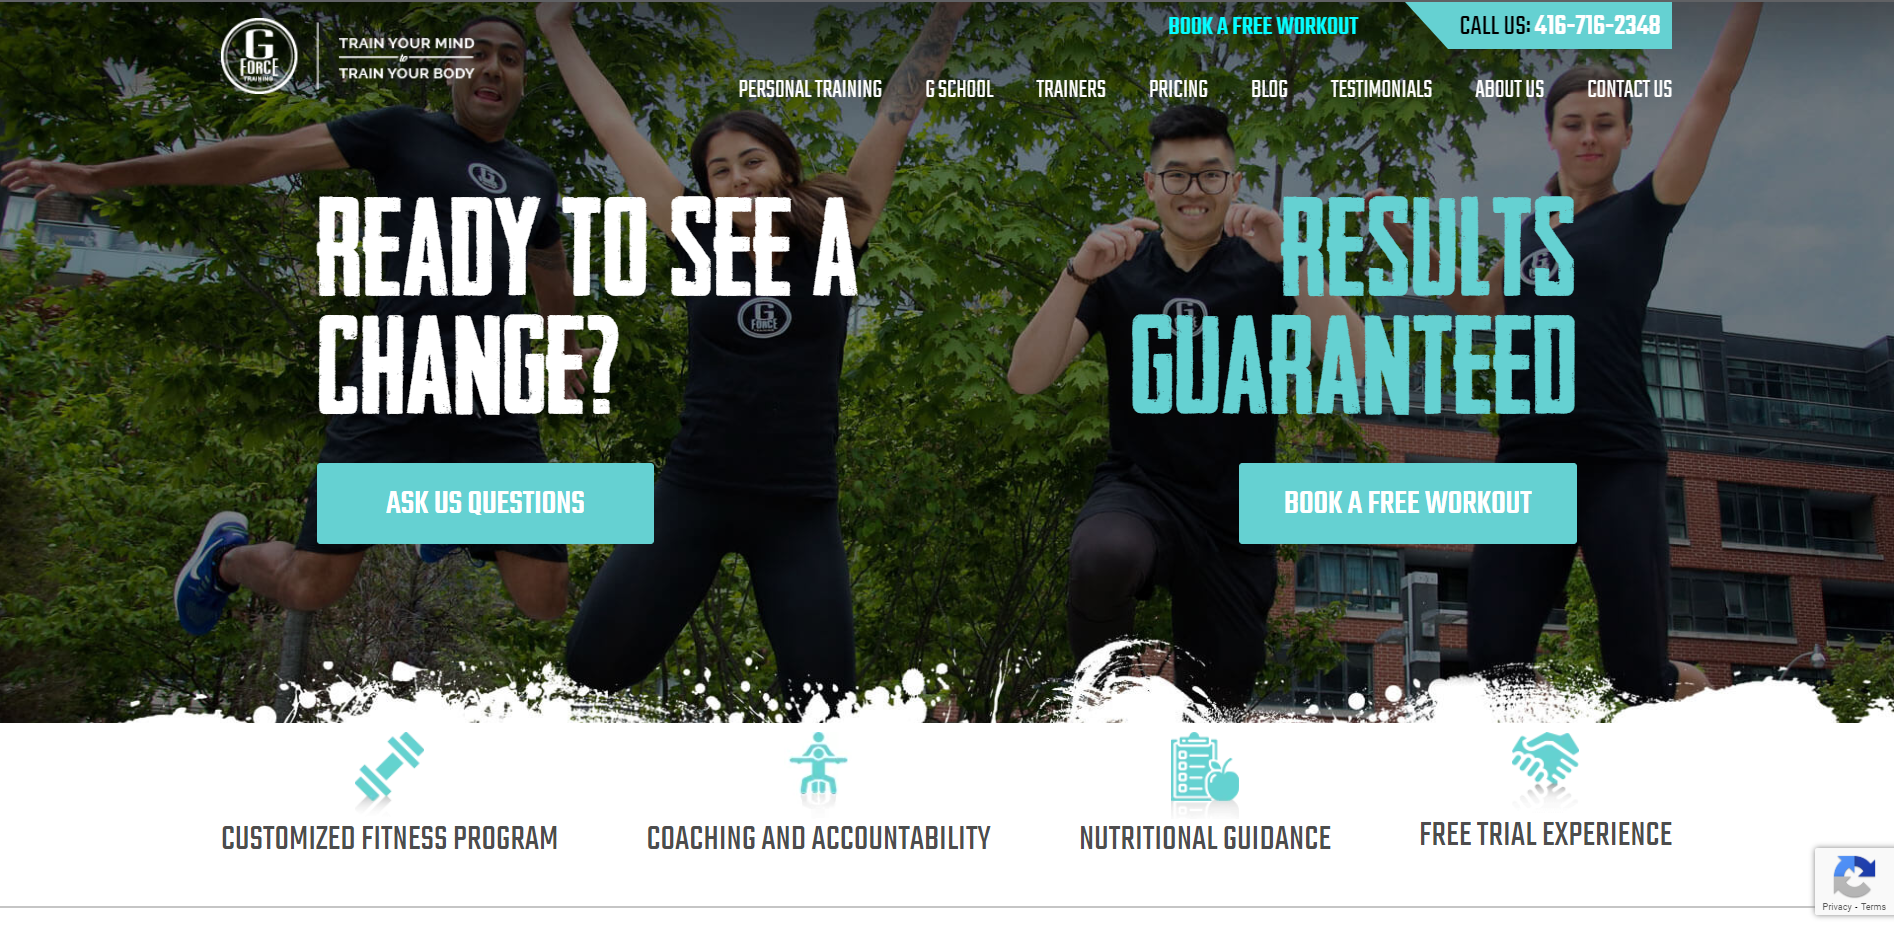 G
FORCE
TRAINING
TRAIN YOUR MIND
to
TRAIN YOUR BODY
BOOK A FREE WORKOUT
CALL US: 416-716-2348
PERSONAL TRAINING
G SCHOOL
TRAINERS
PRICING
BLOG
TESTIMONIALS
ABOUT US
CONTACT US
READY TO SEE A
CHANGE?
RESULTS
GUARANTEED
G
FORCE
ASK US QUESTIONS
BOOK A FREE WORKOUT
CUSTOMIZED FITNESS PROGRAM
COACHING AND ACCOUNTABILITY
NUTRITIONAL GUIDANCE
FREE TRIAL EXPERIENCE
Privacy - Terms